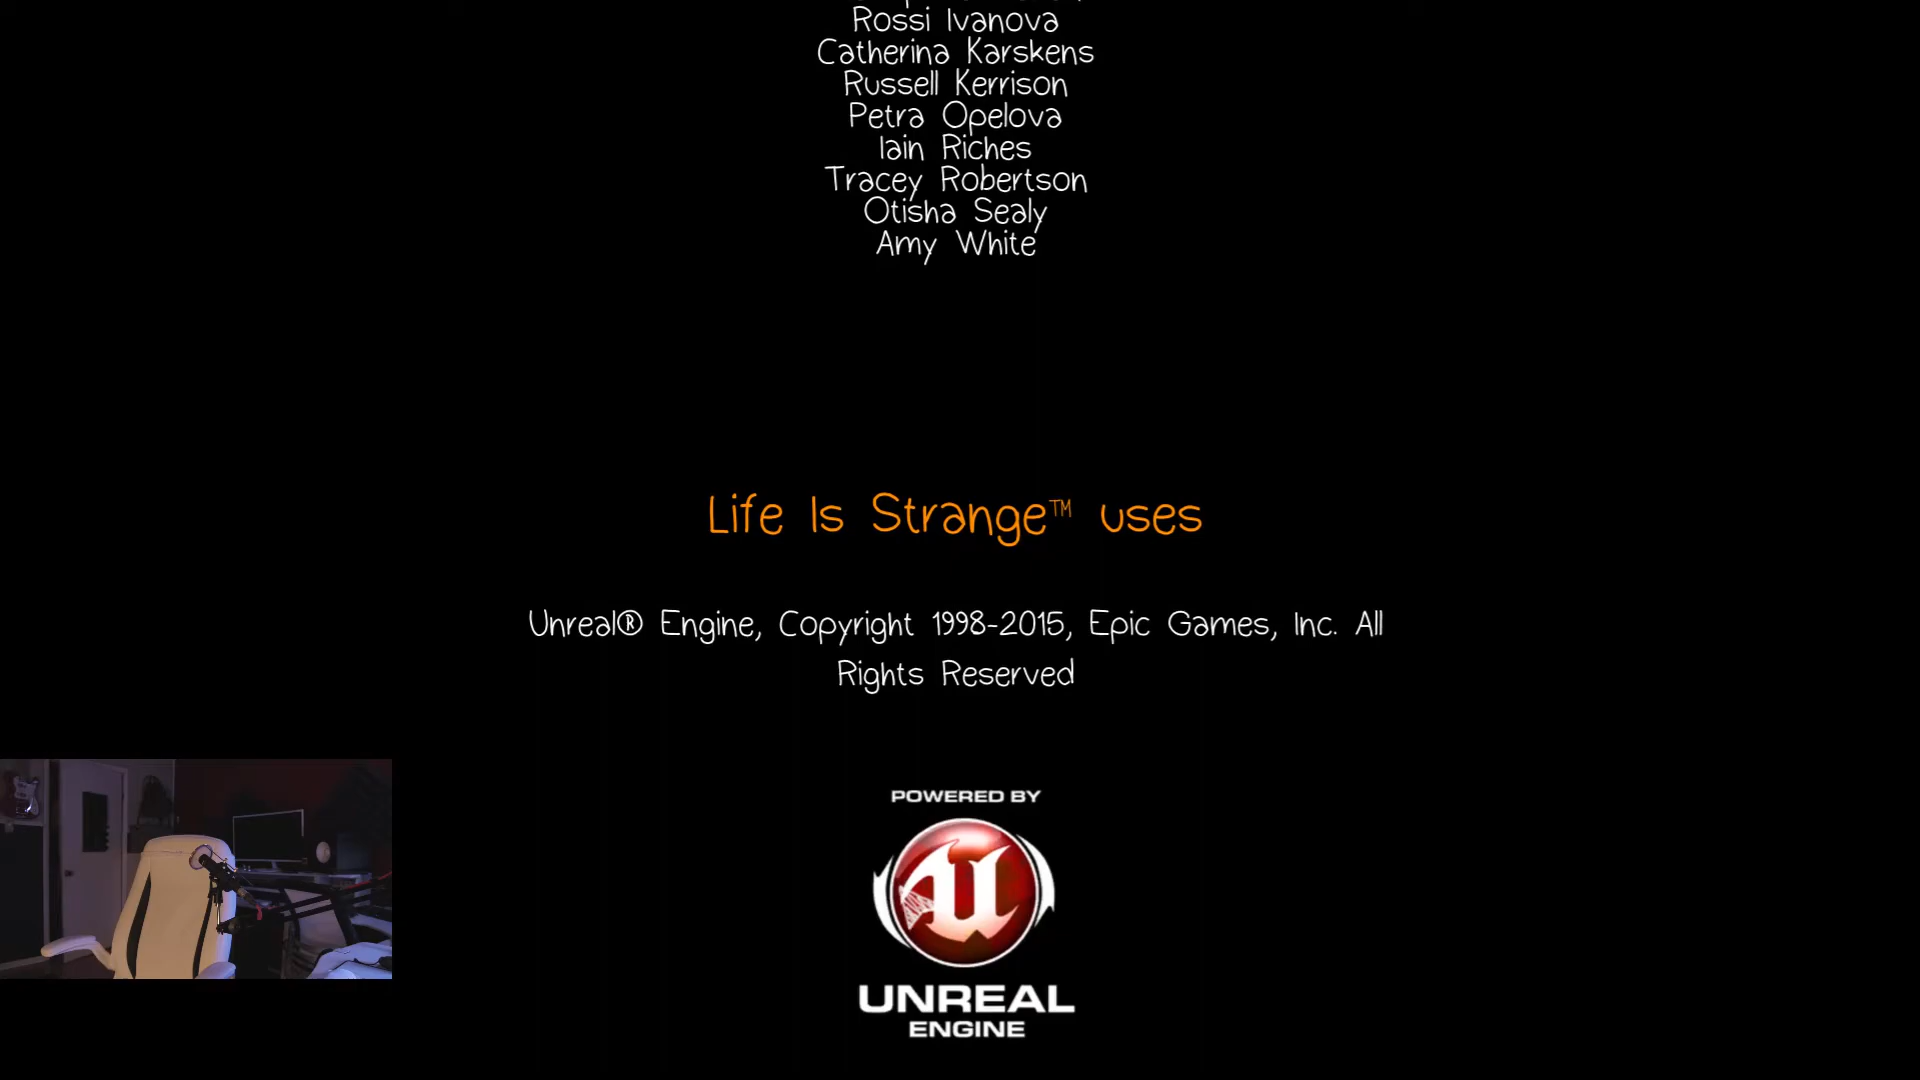 Rossi Ivanova
Catherina Karskens
Russell Kerrison
Petra Opelova
Iain Riches
Tracey Robertson
Otisha Sealy
Amy White
Life Is Strange™ uses
Unreal® Engine, Copyright 1998-2015, Epic Games, Inc. All
Rights Reserved
POWERED BY
UNREAL
ENGINE